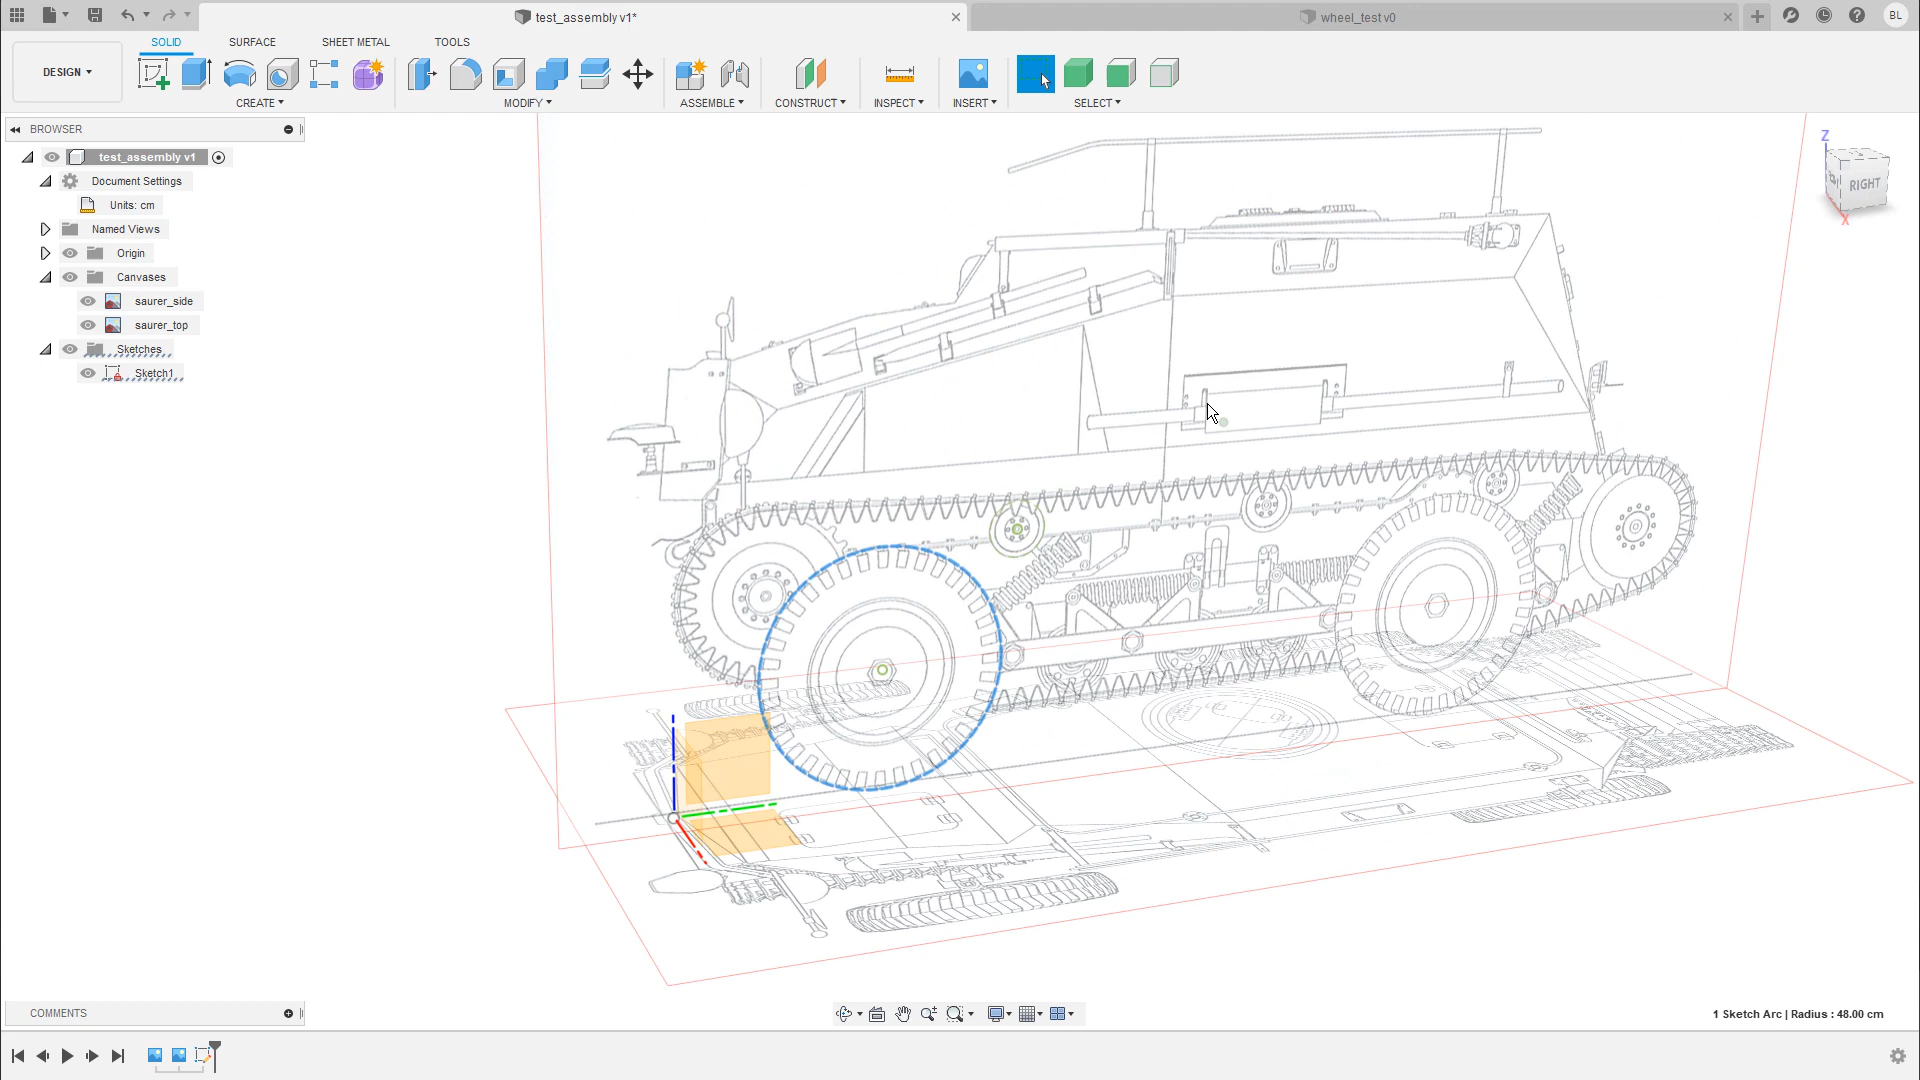 test_assembly v1*
wheel_test v0
BL
SOLID
SURFACE
SHEET METAL
TOOLS
DESIGN
CREATE
MODIFY
ASSEMBLE
CONSTRUCT
INSPECT
INSERT
SELECT
BROWSER
test_assembly v1
Document Settings
Units: cm
Named Views
Origin
Canvases
saurer_side
saurer_top
Sketches
Sketch1
Z
RIGHT
X
COMMENTS
1 Sketch Arc | Radius : 48.00 cm